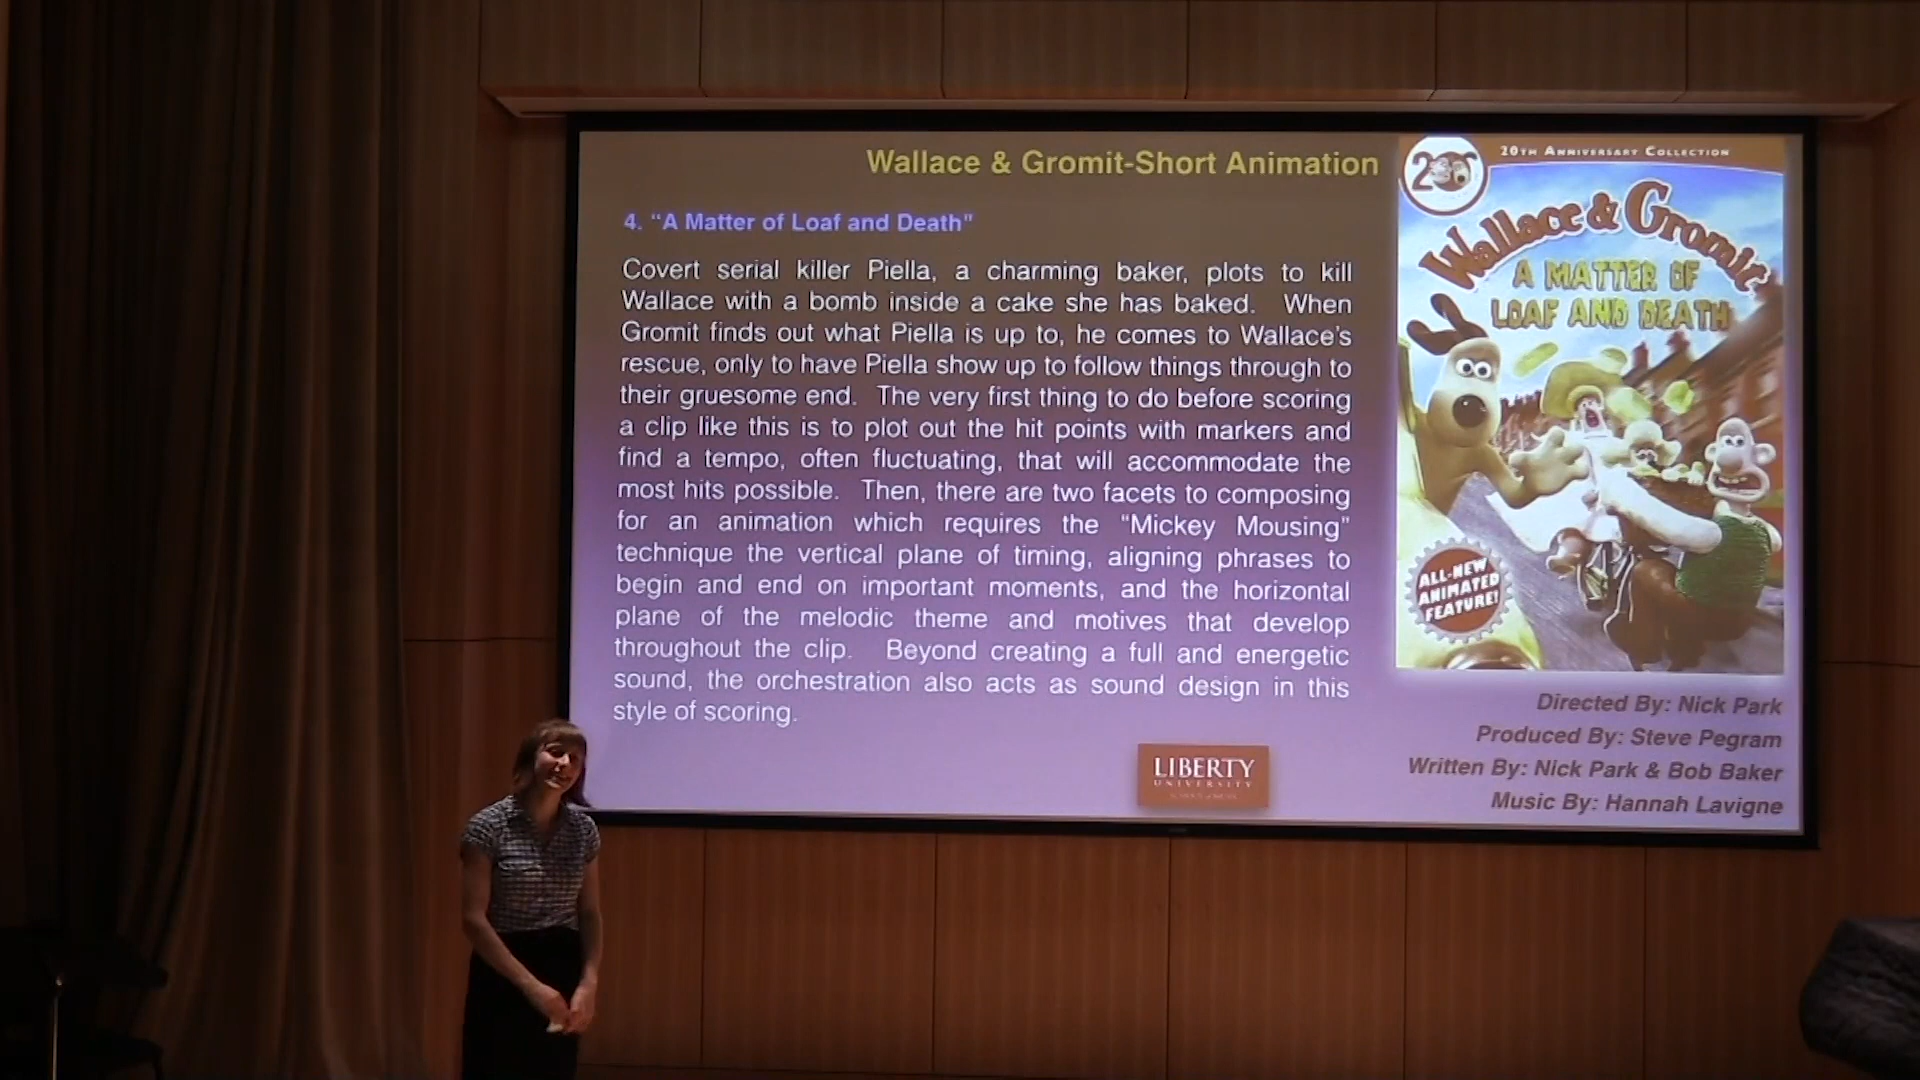 Wallace & Gromit-Short Animation
4. “A Matter of Loaf and Death”
Covert serial killer Piella, a charming baker, plots to kill
Wallace with a bomb inside a cake she has baked. When
Gromit finds out what Piella is up to, he comes to Wallace's
rescue, only to have Piella show up to follow things through to
their gruesome end. The very first thing to do before scoring
a clip like this is to plot out the hit points with markers and
find a tempo, often fluctuating, that will accommodate the
most hits possible. Then, there are two facets to composing
for an animation which requires the “Mickey Mousing”
technique the vertical plane of timing, aligning phrases to
begin and end on important moments, and the horizontal
plane of the melodic theme and motives that develop
throughout the clip. Beyond creating a full and energetic
sound, the orchestration also acts as sound design in this
style of scoring.
20TH ANNIVERSARY COLLECTION
20
Wallace & Gromit
A MATTER OF
LOAF AND DEATH
ALL-NEW
ANIMATED
FEATURE!
Directed By: Nick Park
Produced By: Steve Pegram
Written By: Nick Park & Bob Baker
Music By: Hannah Lavigne
LIBERTY
UNIVERSITY